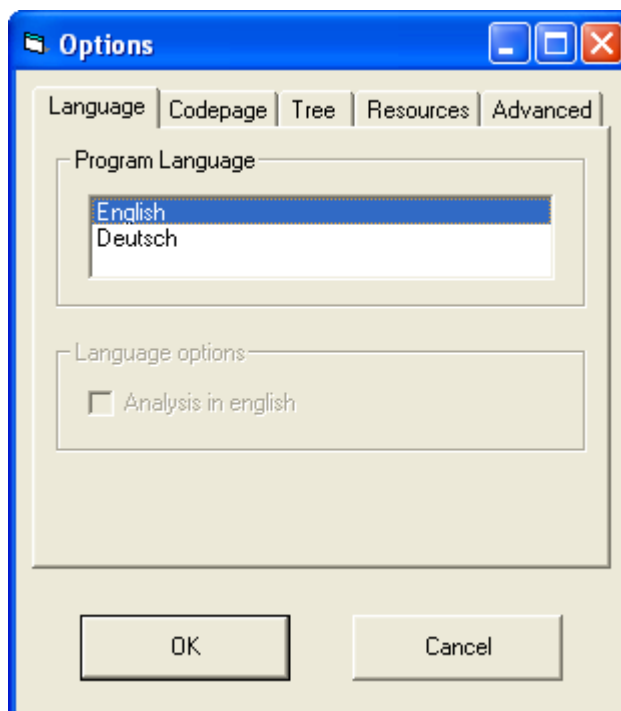 Options
Language Codepage Tree Resources Advanced
Program Language
English
Deutsch
Language options
Analysis in english
OK Cancel